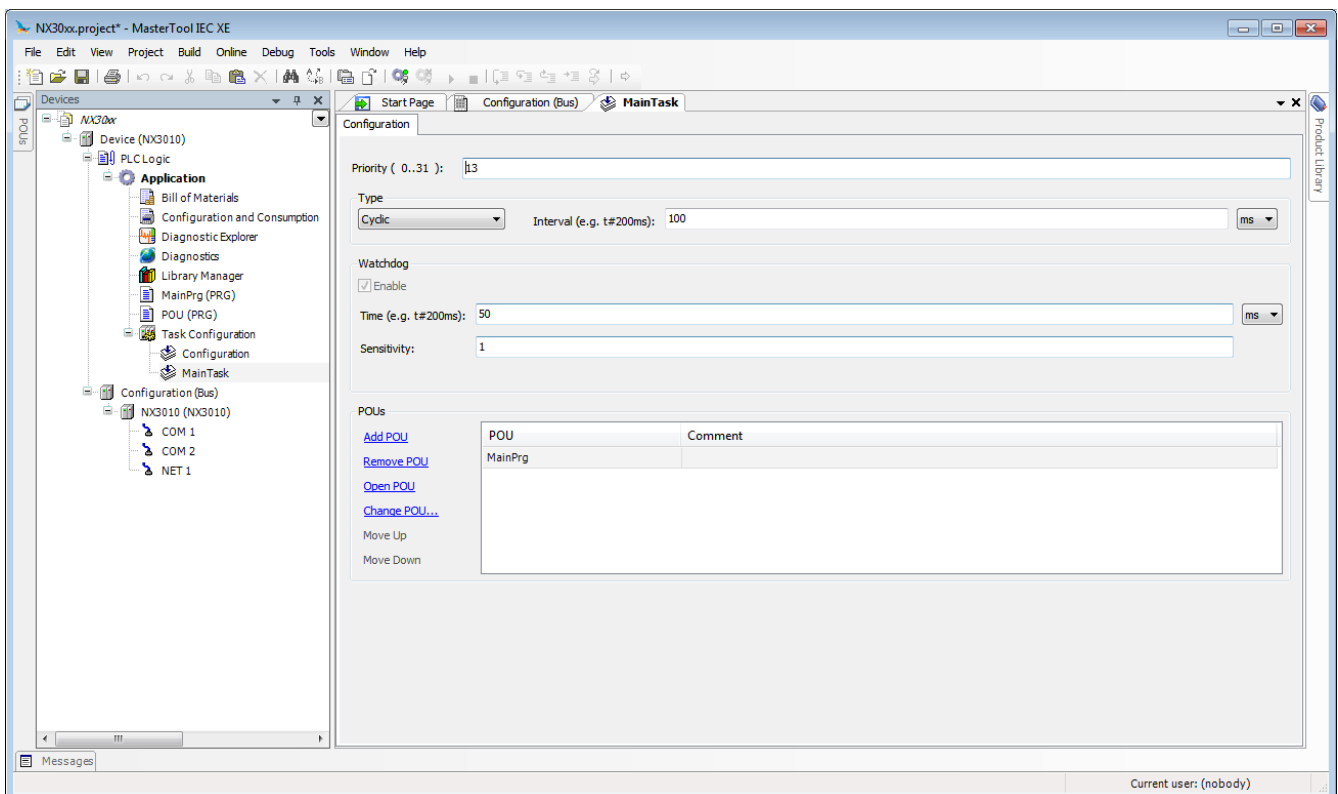 NX30xx.project* - MasterTool IEC XE
File Edit View Project Build Online Debug Tools Window Help
Devices
POUs
NX30xx
Device (NX3010)
PLC Logic
Application
Bill of Materials
Configuration and Consumption
Diagnostic Explorer
Diagnostics
Library Manager
MainPrg (PRG)
POU (PRG)
Task Configuration
Configuration
MainTask
Configuration (Bus)
NX3010 (NX3010)
COM 1
COM 2
NET 1
Start Page Configuration (Bus) MainTask
Configuration
Priority ( 0..31 ): 13
Type
Cyclic Interval (e.g. t#200ms): 100 ms
Watchdog
Enable
Time (e.g. t#200ms): 50 ms
Sensitivity: 1
POUs
Add POU
Remove POU
Open POU
Change POU...
Move Up
Move Down
POU Comment
MainPrg
Product Library
Messages
Current user: (nobody)